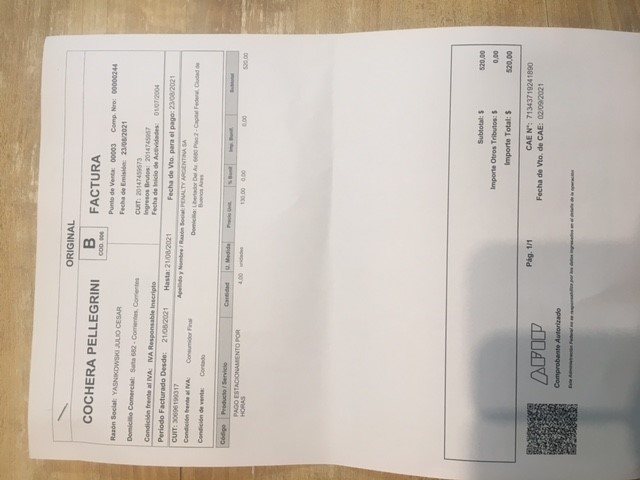 ORIGINAL
COCHERA PELLEGRINI
B
COD. 006
FACTURA
Razón Social: YASNIKOWSKI JULIO CESAR
Domicilio Comercial: Salta 682 - Corrientes, Corrientes
Condición frente al IVA: IVA Responsable Inscripto
Punto de Venta: 00003 Comp. Nro: 00000244
Fecha de Emisión: 23/08/2021
CUIT: 20147459573
Ingresos Brutos: 2014745957
Fecha de Inicio de Actividades: 01/07/2004
Período Facturado Desde: 21/08/2021 Hasta: 21/08/2021 Fecha de Vto. para el pago: 23/08/2021
CUIT: 30696199317 Apellido y Nombre / Razón Social: PENALTY ARGENTINA SA
Condición frente al IVA: Consumidor Final Domicilio: Libertador Del Av. 6680 Piso:2 - Capital Federal, Ciudad de
Buenos Aires
Condición de venta: Contado
Código Producto / Servicio Cantidad U. Medida Precio Unit. % Bonif Imp. Bonif. Subtotal
PAGO ESTACIONAMIENTO POR HORAS 4,00 unidades 130,00 0,00 0,00 520,00
Subtotal: $ 520,00
Importe Otros Tributos: $ 0,00
Importe Total: $ 520,00
AFIP
Comprobante Autorizado
Pág. 1/1
CAE N°: 71343719241890
Fecha de Vto. de CAE: 02/09/2021
Esta Administración Federal no se responsabiliza por los datos ingresados en el detalle de la operación